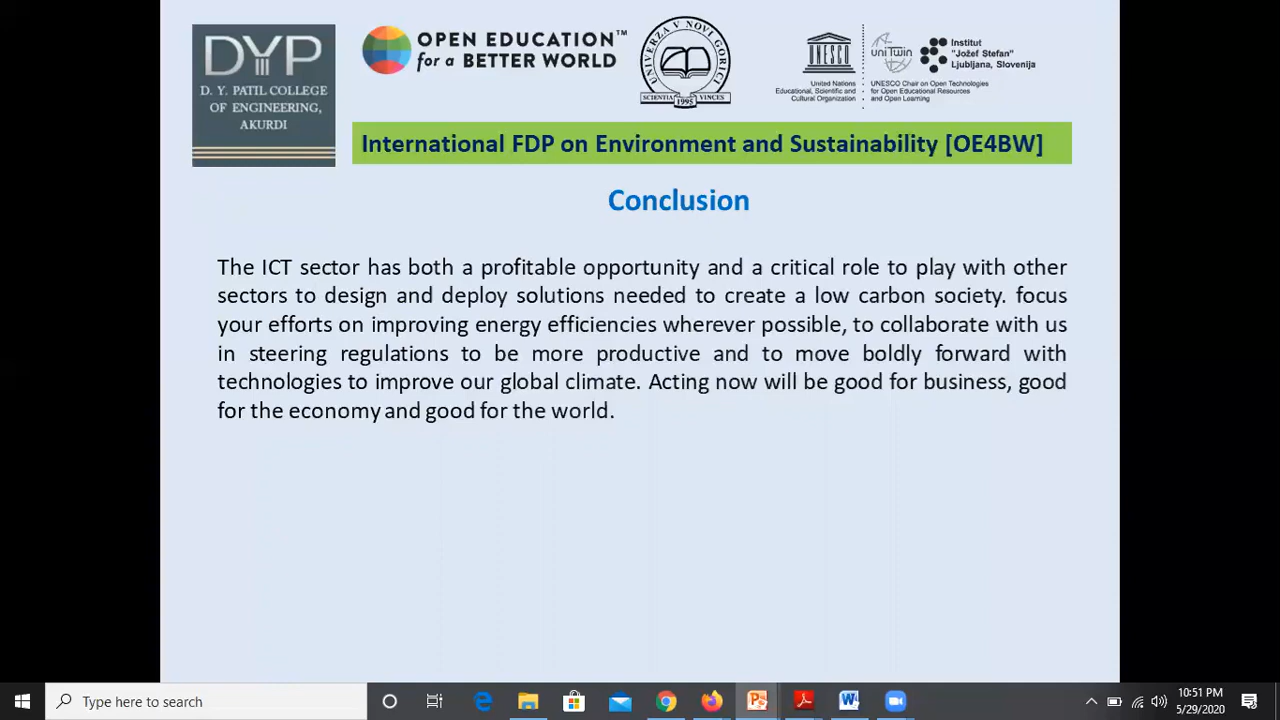 DYP
D. Y. PATIL COLLEGE
OF ENGINEERING,
AKURDI
OPEN EDUCATION™
for a BETTER WORLD
UNIVERZA V NOVI GORICI
SCIENTIA VINCES
1995
UNESCO
United Nations
Educational, Scientific and
Cultural Organization
UNITWIN
UNESCO Chair on Open Technologies
for Open Educational Resources
and Open Learning
Institut
"Jožef Stefan"
Ljubljana, Slovenija
International FDP on Environment and Sustainability [OE4BW]
Conclusion
The ICT sector has both a profitable opportunity and a critical role to play with other
sectors to design and deploy solutions needed to create a low carbon society. focus
your efforts on improving energy efficiencies wherever possible, to collaborate with us
in steering regulations to be more productive and to move boldly forward with
technologies to improve our global climate. Acting now will be good for business, good
for the economy and good for the world.
Type here to search
10:51 PM
5/29/2020